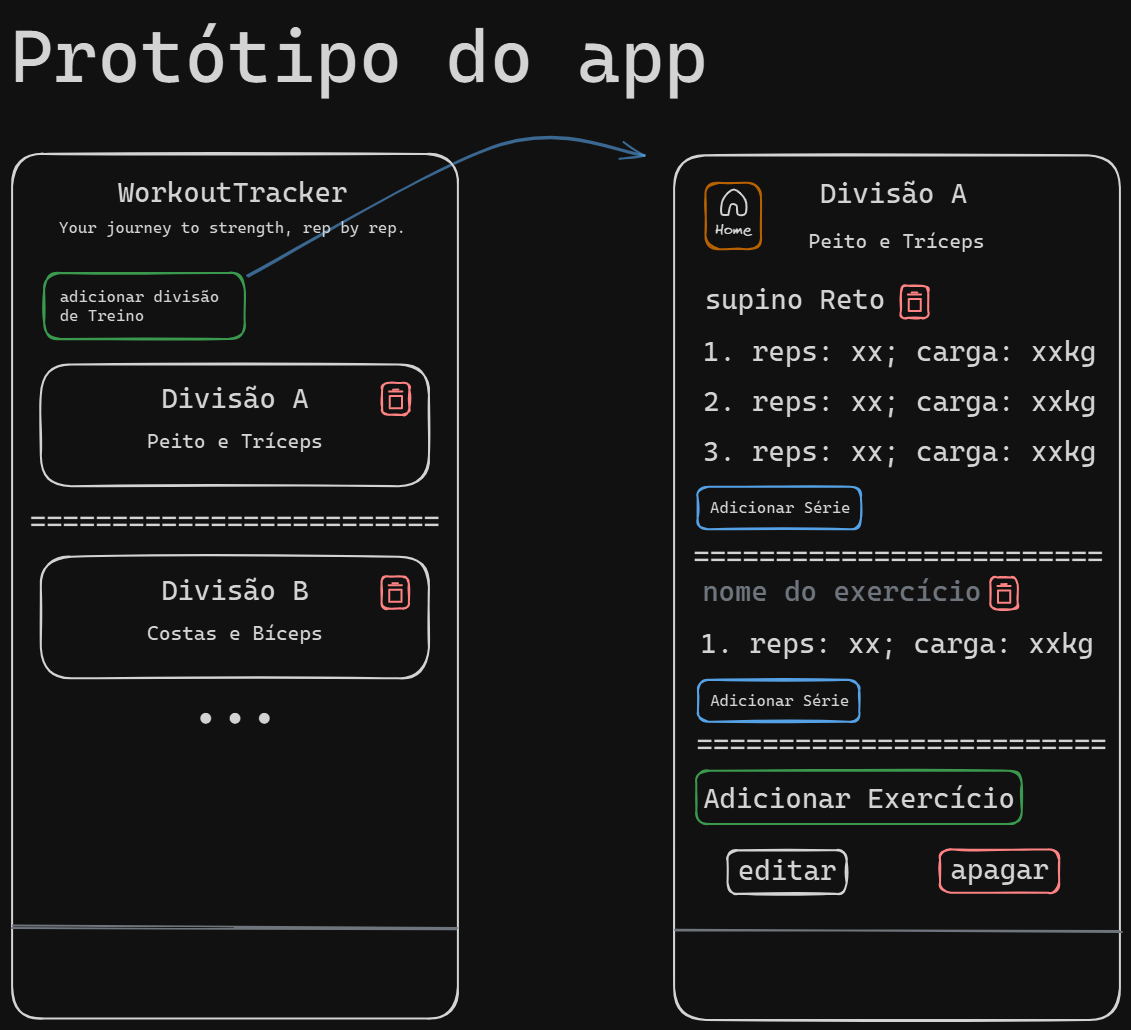 Protótipo do app
WorkoutTracker
Your journey to strength, rep by rep.
adicionar divisão
de Treino
Divisão A
Peito e Tríceps
=========================
Divisão B
Costas e Bíceps
• • •
Home
Divisão A
Peito e Tríceps
supino Reto
1. reps: xx; carga: xxkg
2. reps: xx; carga: xxkg
3. reps: xx; carga: xxkg
Adicionar Série
=========================
nome do exercício
1. reps: xx; carga: xxkg
Adicionar Série
=========================
Adicionar Exercício
editar
apagar